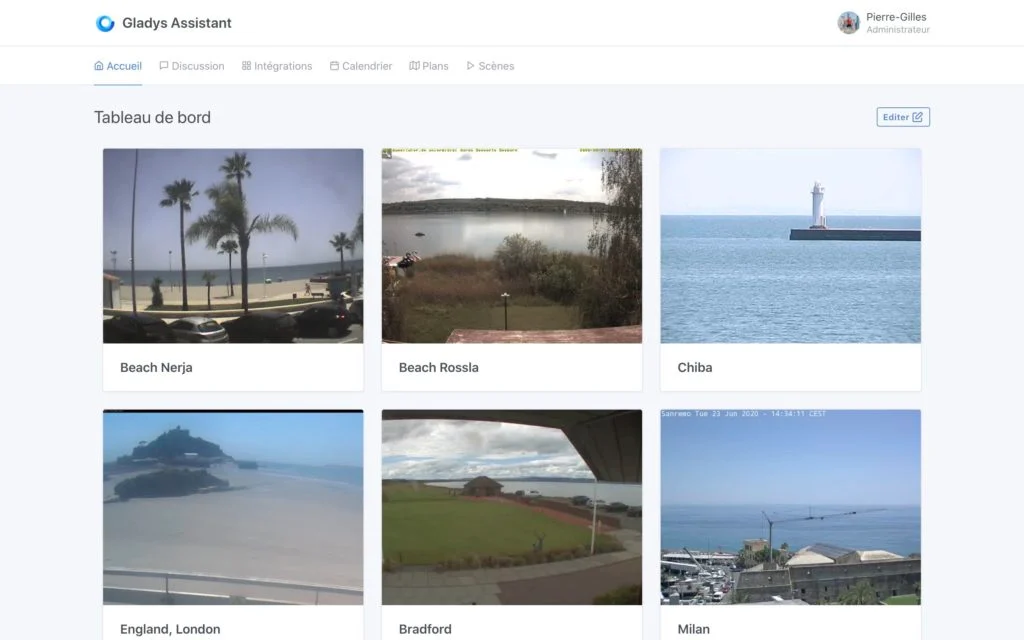 Gladys Assistant
Pierre-Gilles
Administrateur
Accueil
Discussion
Intégrations
Calendrier
Plans
Scènes
Tableau de bord
Editer
Beach Nerja
Beach Rossla
Chiba
Sanremo Tue 23 Jun 2020 - 14:34:11 CEST
England, London
Bradford
Milan